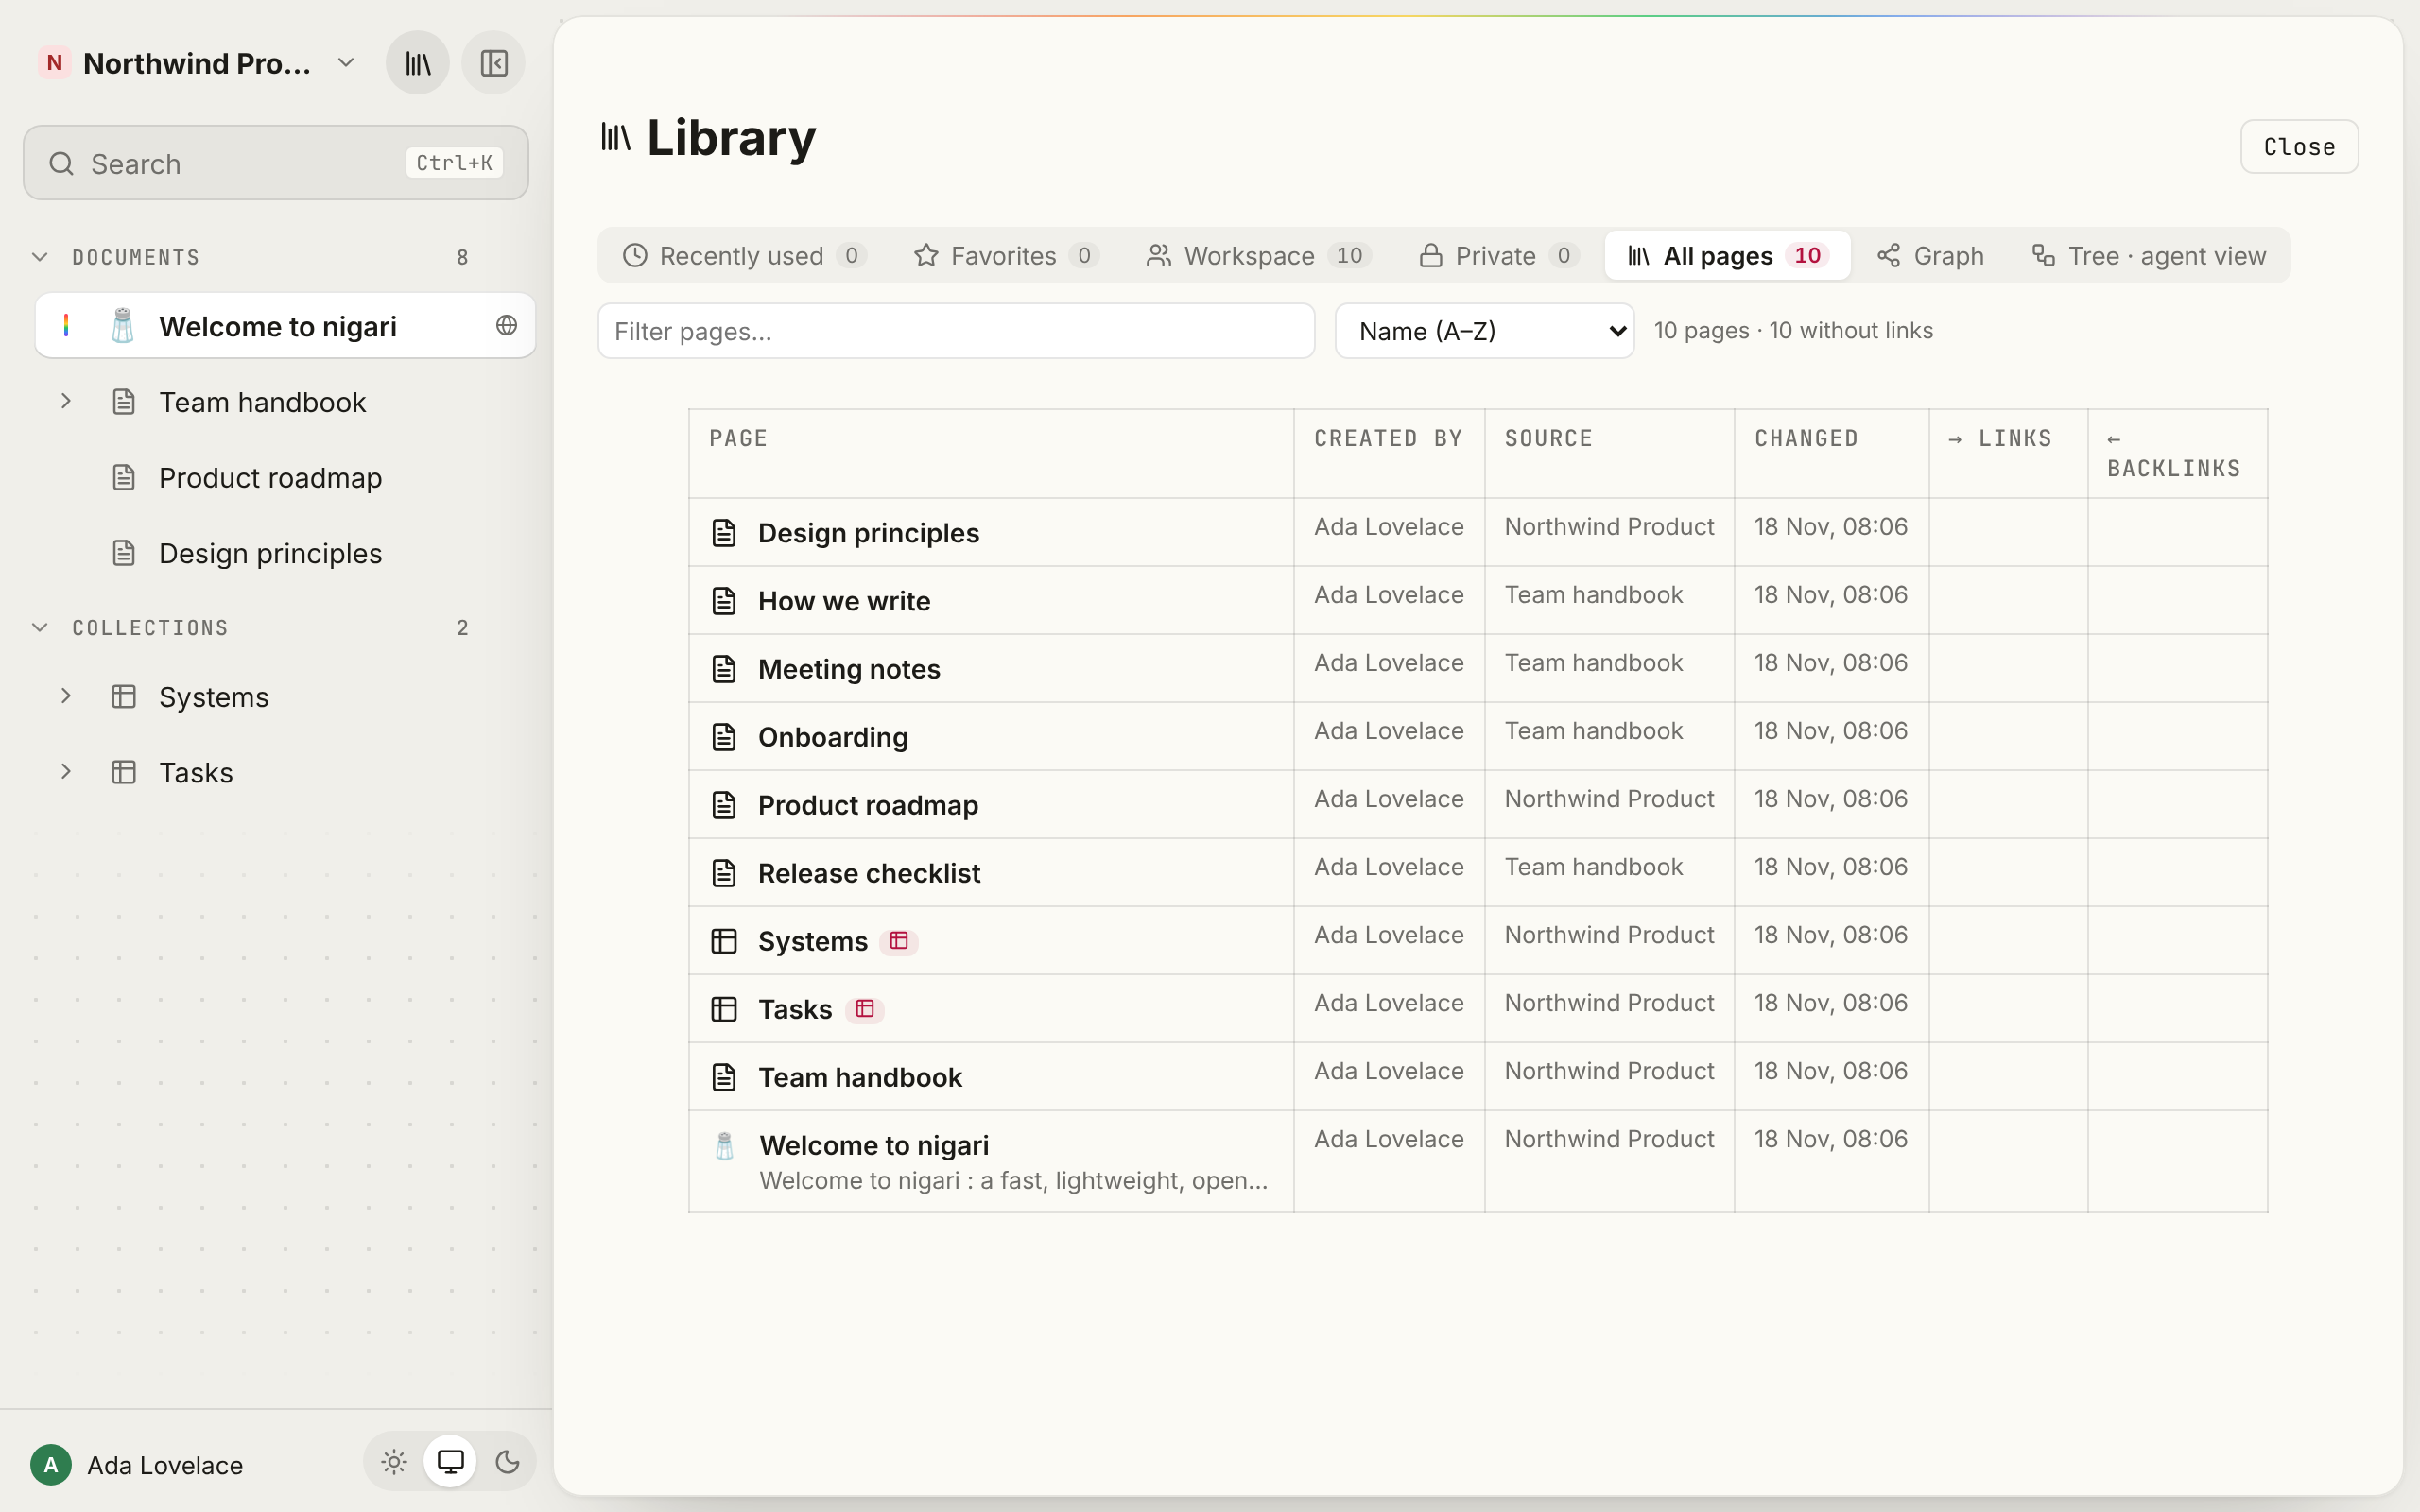 N Northwind Pro...
Search Ctrl+K
DOCUMENTS 8
Welcome to nigari
Team handbook
Product roadmap
Design principles
COLLECTIONS 2
Systems
Tasks
A Ada Lovelace
Library
Close
Recently used 0 Favorites 0 Workspace 10 Private 0 All pages 10 Graph Tree · agent view
Filter pages... Name (A–Z) 10 pages · 10 without links
PAGE CREATED BY SOURCE CHANGED → LINKS ←
BACKLINKS
Design principles Ada Lovelace Northwind Product 18 Nov, 08:06
How we write Ada Lovelace Team handbook 18 Nov, 08:06
Meeting notes Ada Lovelace Team handbook 18 Nov, 08:06
Onboarding Ada Lovelace Team handbook 18 Nov, 08:06
Product roadmap Ada Lovelace Northwind Product 18 Nov, 08:06
Release checklist Ada Lovelace Team handbook 18 Nov, 08:06
Systems Ada Lovelace Northwind Product 18 Nov, 08:06
Tasks Ada Lovelace Northwind Product 18 Nov, 08:06
Team handbook Ada Lovelace Northwind Product 18 Nov, 08:06
Welcome to nigari Ada Lovelace Northwind Product 18 Nov, 08:06
Welcome to nigari : a fast, lightweight, open...